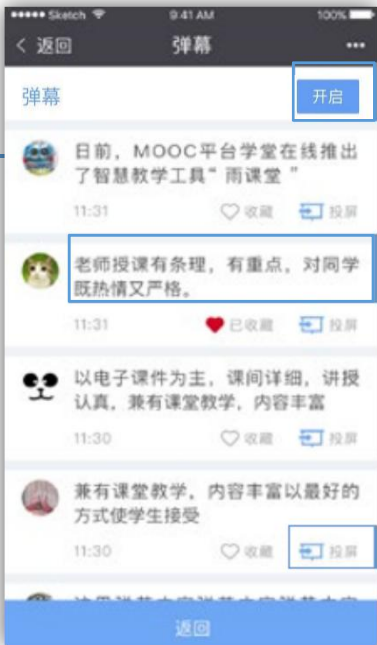 Sketch 9:41 AM 100%
返回 弹幕
弹幕 开启
日前，MOOC平台学堂在线推出
了智慧教学工具“雨课堂”
11:31 收藏 投屏
老师授课有条理，有重点，对同学
既热情又严格。
11:31 已收藏 投屏
以电子课件为主，课间详细，讲授
认真，兼有课堂教学，内容丰富
11:30 收藏 投屏
兼有课堂教学，内容丰富以最好的
方式使学生接受
11:30 收藏 投屏
返回